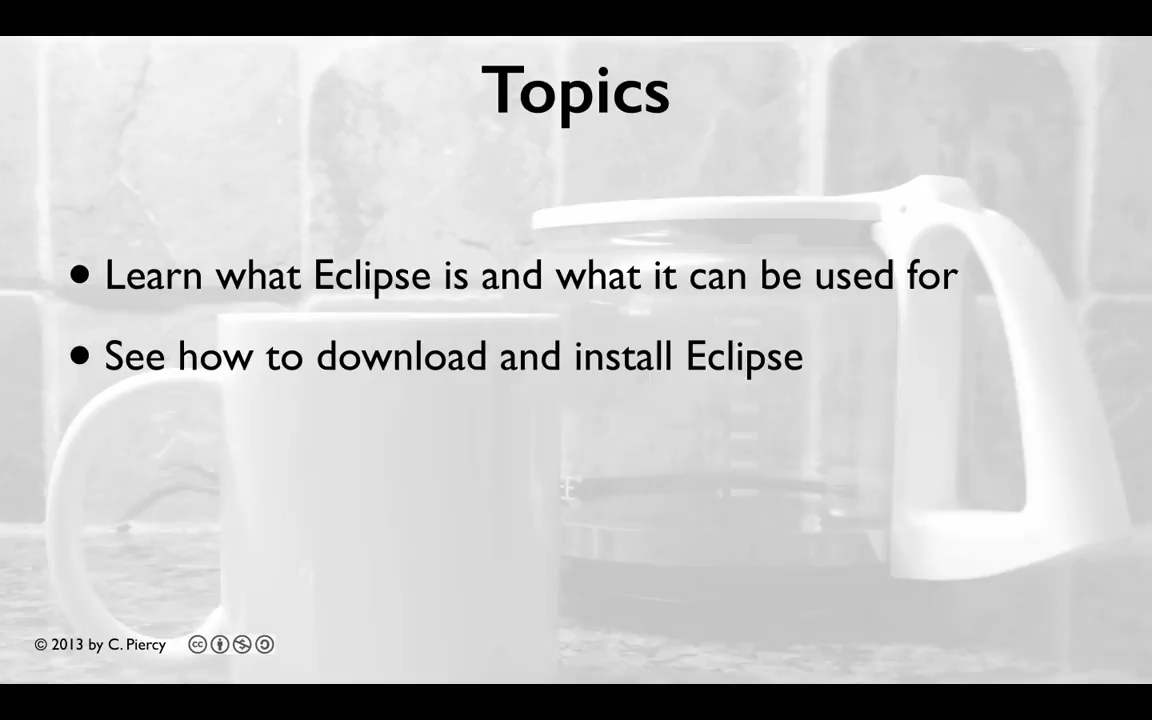 Topics
• Learn what Eclipse is and what it can be used for
• See how to download and install Eclipse
© 2013 by C. Piercy